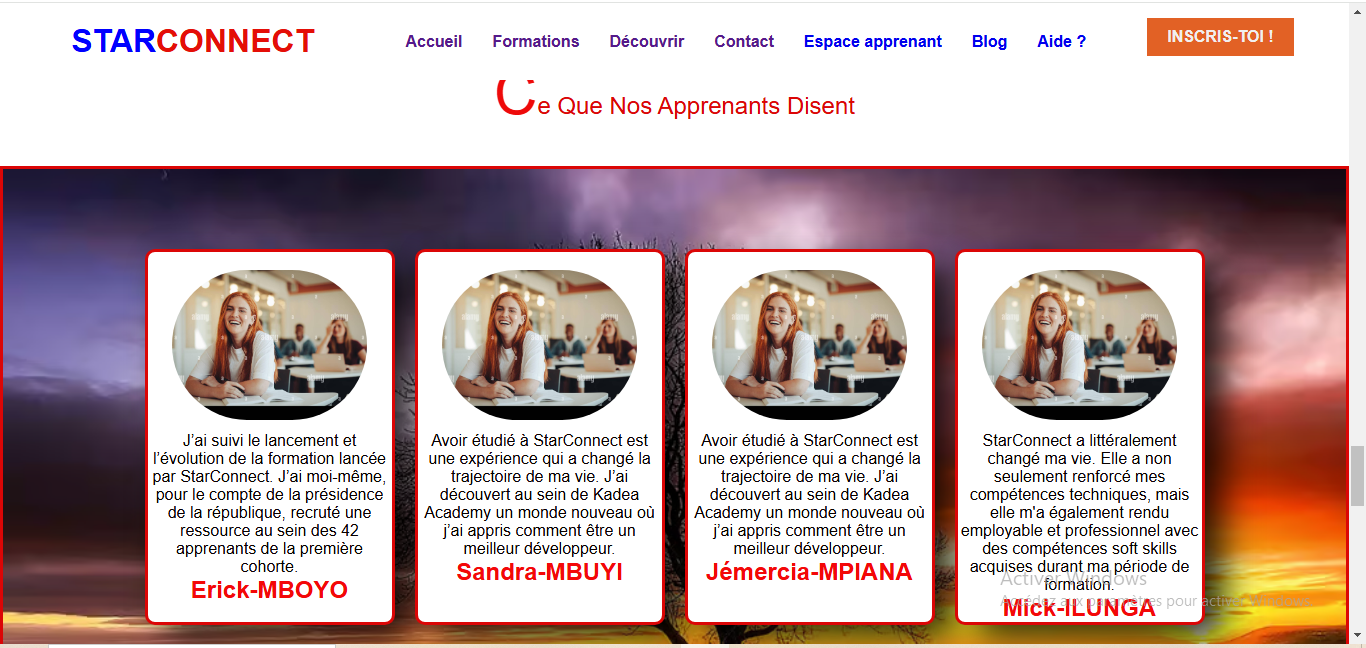 STARCONNECT Accueil Formations Découvrir Contact Espace apprenant Blog Aide ? INSCRIS-TOI !
Ce Que Nos Apprenants Disent
J’ai suivi le lancement et
l’évolution de la formation lancée
par StarConnect. J’ai moi-même,
pour le compte de la présidence
de la république, recruté une
ressource au sein des 42
apprenants de la première
cohorte.
Erick-MBOYO
Avoir étudié à StarConnect est
une expérience qui a changé la
trajectoire de ma vie. J’ai
découvert au sein de Kadea
Academy un monde nouveau où
j’ai appris comment être un
meilleur développeur.
Sandra-MBUYI
Avoir étudié à StarConnect est
une expérience qui a changé la
trajectoire de ma vie. J’ai
découvert au sein de Kadea
Academy un monde nouveau où
j’ai appris comment être un
meilleur développeur.
Jémercia-MPIANA
StarConnect a littéralement
changé ma vie. Elle a non
seulement renforcé mes
compétences techniques, mais
elle m'a également rendu
employable et professionnel avec
des compétences soft skills
acquises durant ma période de
formation.
Mick-ILUNGA
Activer Windows
Accédez aux paramètres pour activer Windows.